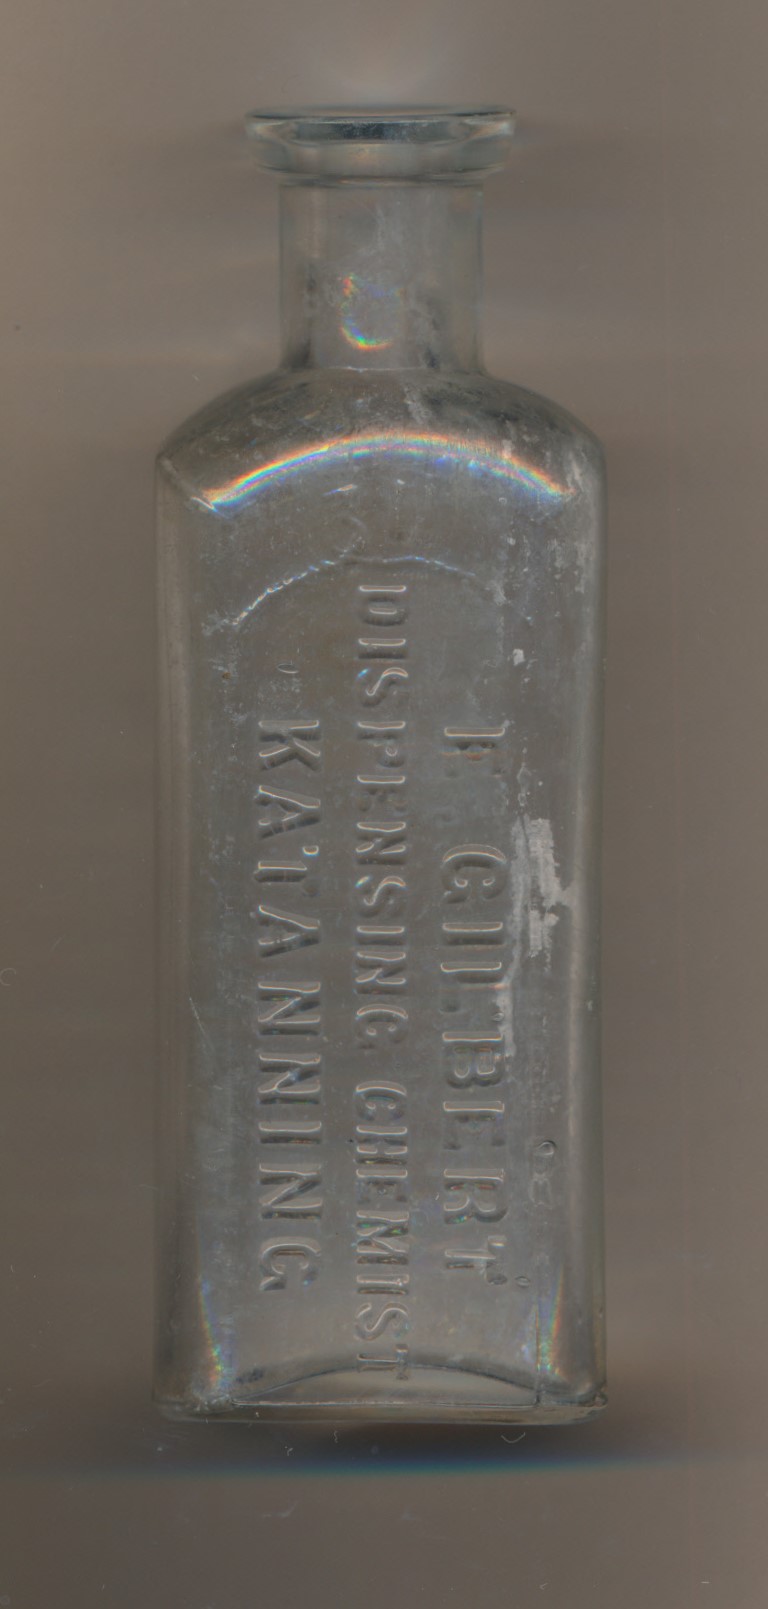 F. GILBERT
DISPENSING CHEMIST
KATANNING